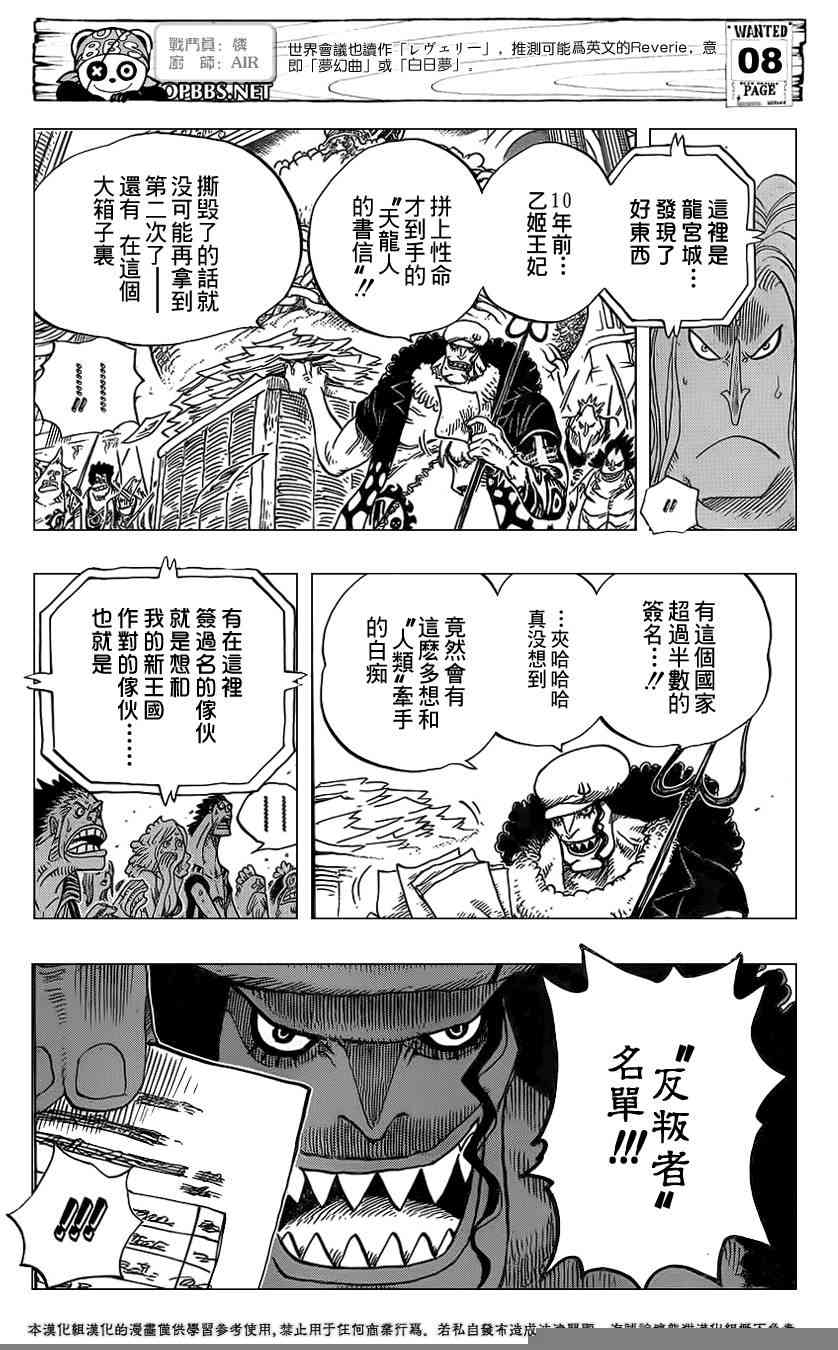 戰鬥員：磷
廚　師：AIR
OPBBS.NET
世界會議也讀作「レヴェリー」，推測可能爲英文的Reverie，意
即「夢幻曲」或「白日夢」。
WANTED
08
PAGE
這裡是
龍宮城…
發現了
好東西
!!
10年前…
乙姬王妃
拼上性命
才到手的
“天龍人
的書信”!!
撕毀了的話就
没可能再拿到
第二次了——
還有 在這個
大箱子裏
………!!
有這個國家
超過半數的
簽名…!!
…夾哈哈哈
真没想到
竟然會有
這麽多想和
“人類”牽手
的白痴
有在這裡
簽過名的傢伙
就是想和
我的新王國
作對的傢伙……
也就是
“反叛者”
名單!!!
!!!!
本漢化組漢化的漫畫僅供學習參考使用,禁止用于任何商業行爲。若私自發布造成